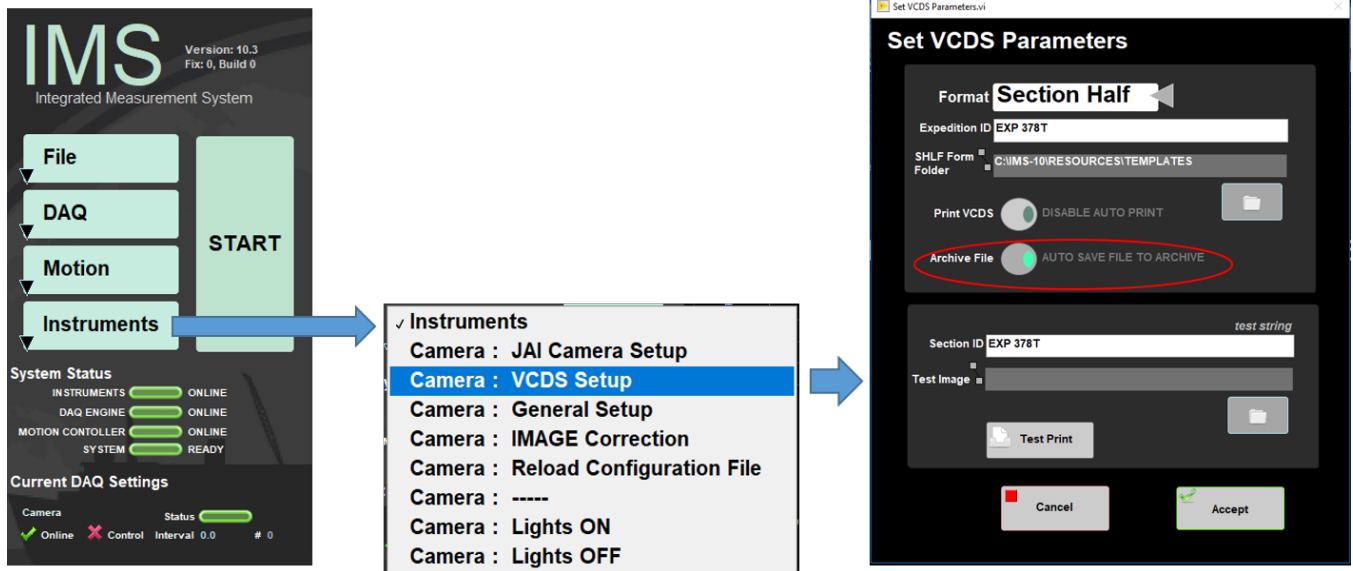 IMS
Version: 10.3
Fix: 0, Build 0
Integrated Measurement System
File
DAQ
Motion
Instruments
START
System Status
INSTRUMENTS ONLINE
DAQ ENGINE ONLINE
MOTION CONTOLLER ONLINE
SYSTEM READY
Current DAQ Settings
Camera Status
Online Control Interval 0.0 # 0
✓ Instruments
Camera : JAI Camera Setup
Camera : VCDS Setup
Camera : General Setup
Camera : IMAGE Correction
Camera : Reload Configuration File
Camera : -----
Camera : Lights ON
Camera : Lights OFF
Set VCDS Parameters.vi
Set VCDS Parameters
Format Section Half
Expedition ID EXP 378T
SHLF Form
Folder
C:\IMS-10\RESOURCES\TEMPLATES
Print VCDS DISABLE AUTO PRINT
Archive File AUTO SAVE FILE TO ARCHIVE
test string
Section ID EXP 378T
Test Image
Test Print
Cancel
Accept